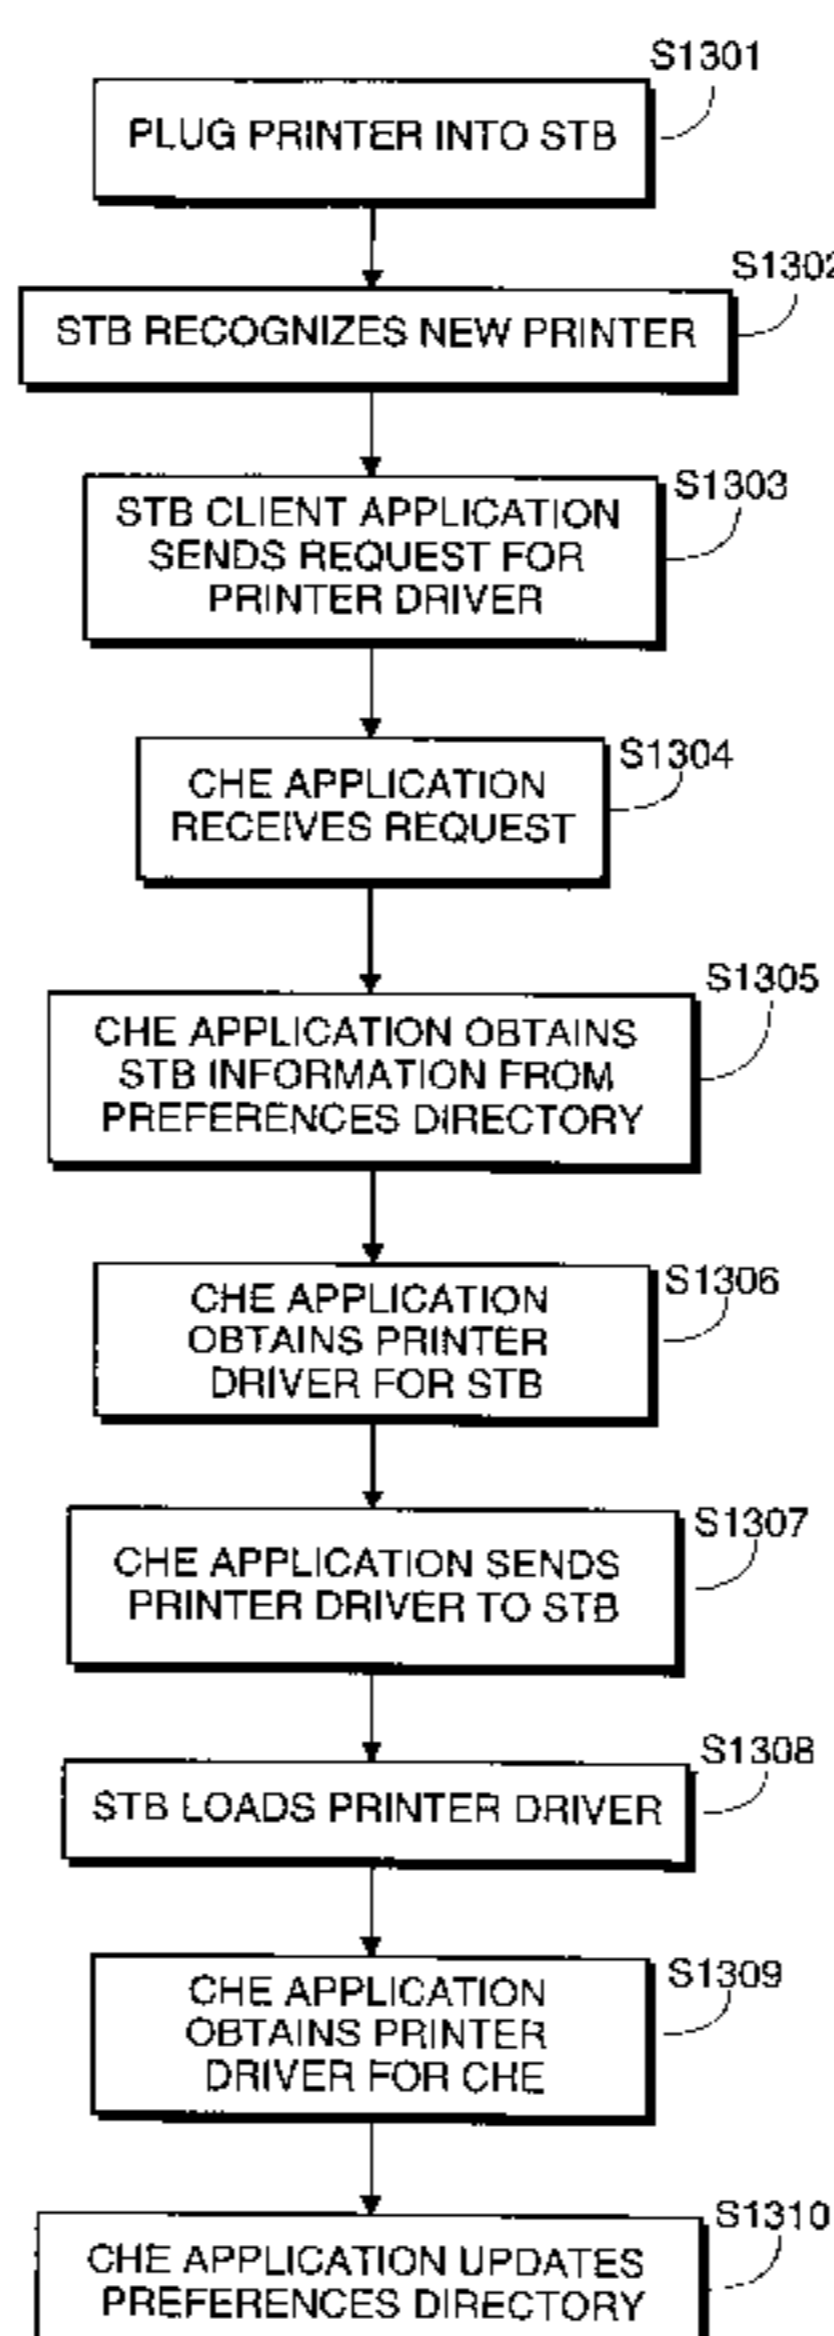 S1301
PLUG PRINTER INTO STB
S1302
STB RECOGNIZES NEW PRINTER
S1303
STB CLIENT APPLICATION
SENDS REQUEST FOR
PRINTER DRIVER
S1304
CHE APPLICATION
RECEIVES REQUEST
S1305
CHE APPLICATION OBTAINS
STB INFORMATION FROM
PREFERENCES DIRECTORY
S1306
CHE APPLICATION
OBTAINS PRINTER
DRIVER FOR STB
S1307
CHE APPLICATION SENDS
PRINTER DRIVER TO STB
S1308
STB LOADS PRINTER DRIVER
S1309
CHE APPLICATION
OBTAINS PRINTER
DRIVER FOR CHE
S1310
CHE APPLICATION UPDATES
PREFERENCES DIRECTORY